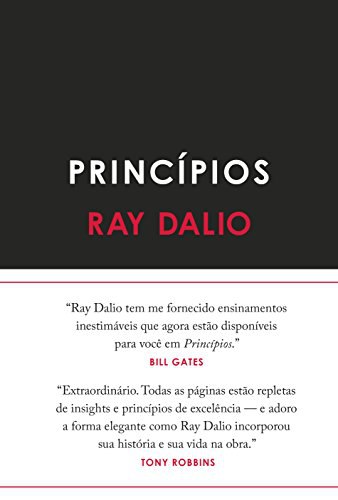 PRINCÍPIOS
RAY DALIO
“Ray Dalio tem me fornecido ensinamentos
inestimáveis que agora estão disponíveis
para você em Princípios.”
BILL GATES
“Extraordinário. Todas as páginas estão repletas
de insights e princípios de excelência — e adoro
a forma elegante como Ray Dalio incorporou
sua história e sua vida na obra.”
TONY ROBBINS